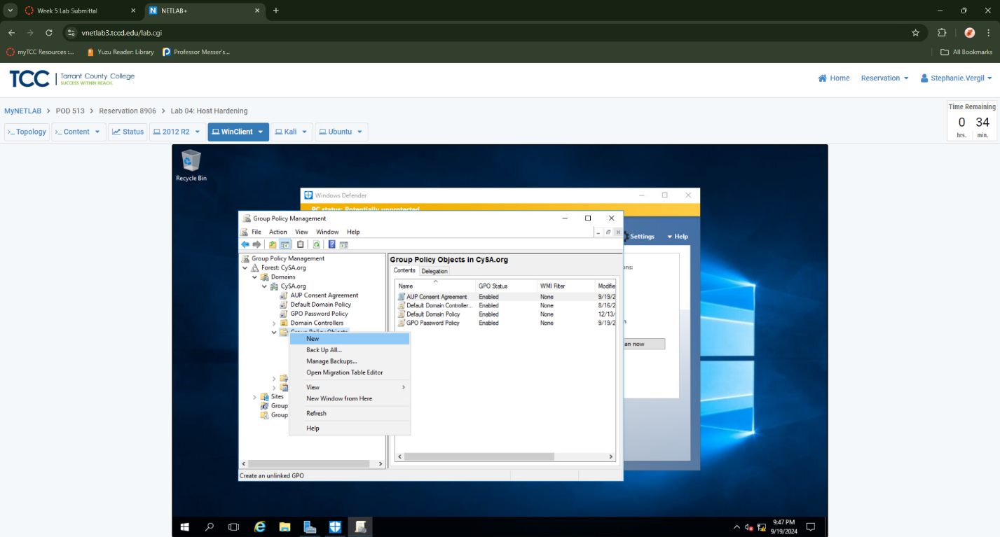 Week 5 Lab Submittal
NETLAB+
vnetlab3.tccd.edu/lab.cgi
myTCC Resources :...
Yuzu Reader: Library
Professor Messer's...
All Bookmarks
TCC
Tarrant County College
SUCCESS WITHIN REACH.
Home
Reservation
Stephanie.Vergil
MyNETLAB > POD 513 > Reservation 8906 > Lab 04: Host Hardening
Time Remaining
0 34
hrs. min.
>_ Topology
>_ Content
Status
2012 R2
WinClient
Kali
Ubuntu
Recycle Bin
Windows Defender
PC status: Potentially unprotected
Settings
Help
Group Policy Management
File Action View Window Help
Group Policy Management
Forest: CySA.org
Domains
CySA.org
AUP Consent Agreement
Default Domain Policy
GPO Password Policy
Domain Controllers
Group Policy Objects
New
Back Up All...
Manage Backups...
Open Migration Table Editor
View
New Window from Here
Refresh
Help
Sites
Group
Group
Group Policy Objects in CySA.org
Contents Delegation
Name GPO Status WMI Filter Modifie
AUP Consent Agreement Enabled None 9/19/2
Default Domain Controller... Enabled None 8/16/2
Default Domain Policy Enabled None 12/13/
GPO Password Policy Enabled None 9/19/2
an now
Create an unlinked GPO
9:47 PM
9/19/2024